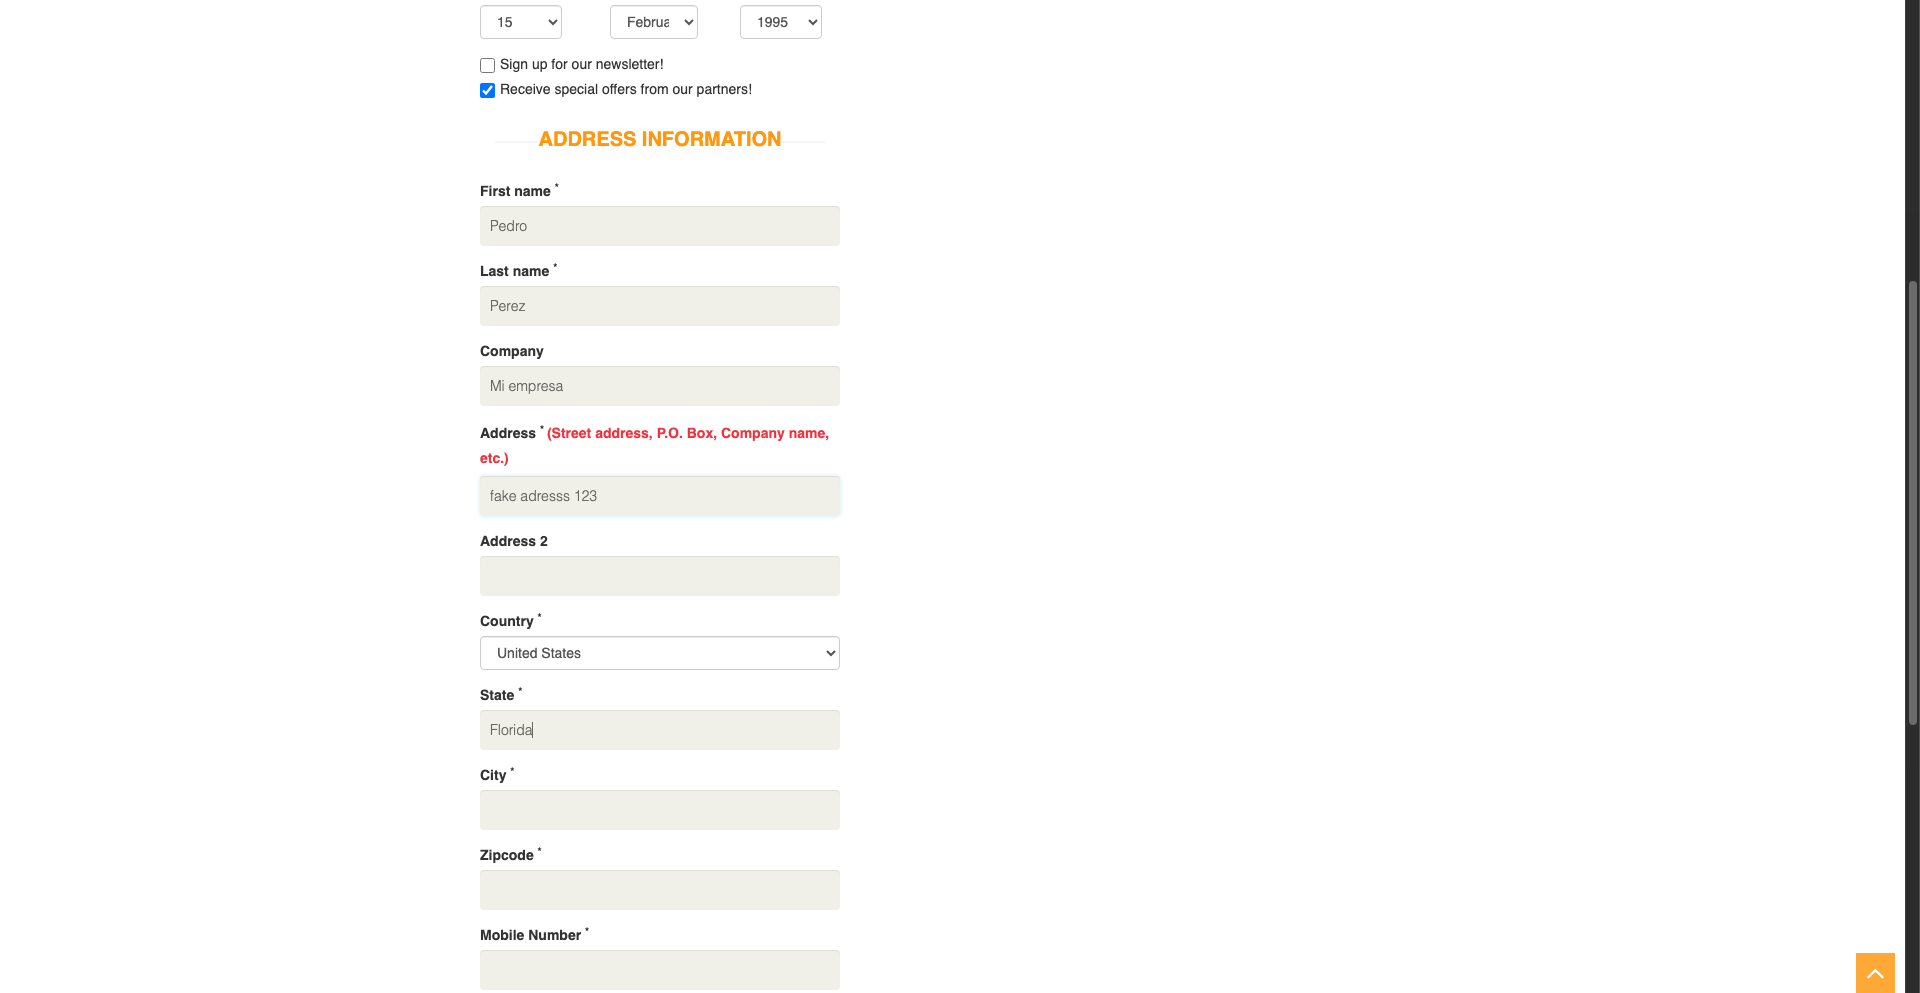 15 Februa 1995
Sign up for our newsletter!
Receive special offers from our partners!
ADDRESS INFORMATION
First name *
Pedro
Last name *
Perez
Company
Mi empresa
Address * (Street address, P.O. Box, Company name,
etc.)
fake adresss 123
Address 2
Country *
United States
State *
Florida
City *
Zipcode *
Mobile Number *